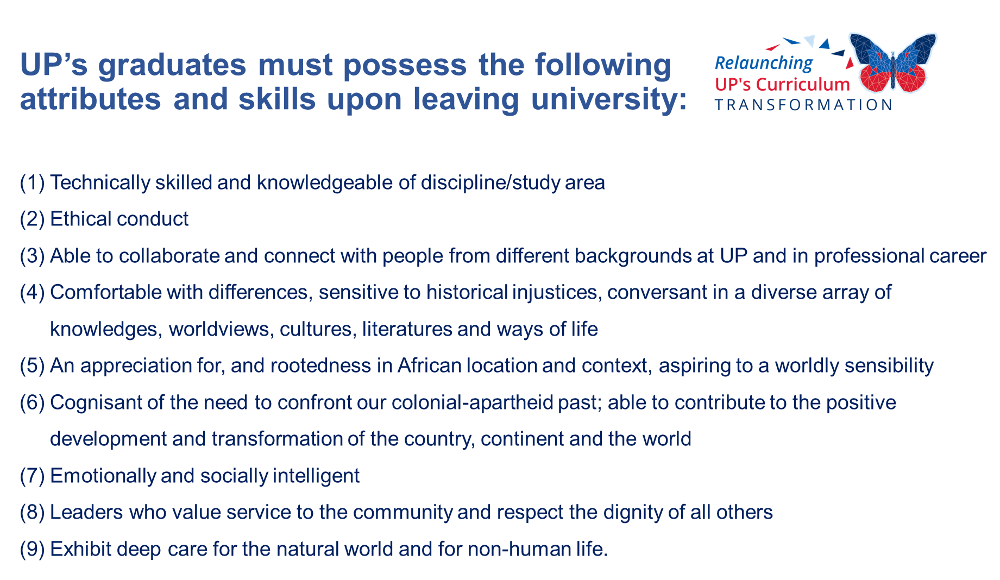 UP’s graduates must possess the following
attributes and skills upon leaving university:
Relaunching
UP's Curriculum
TRANSFORMATION
(1) Technically skilled and knowledgeable of discipline/study area
(2) Ethical conduct
(3) Able to collaborate and connect with people from different backgrounds at UP and in professional career
(4) Comfortable with differences, sensitive to historical injustices, conversant in a diverse array of
knowledges, worldviews, cultures, literatures and ways of life
(5) An appreciation for, and rootedness in African location and context, aspiring to a worldly sensibility
(6) Cognisant of the need to confront our colonial-apartheid past; able to contribute to the positive
development and transformation of the country, continent and the world
(7) Emotionally and socially intelligent
(8) Leaders who value service to the community and respect the dignity of all others
(9) Exhibit deep care for the natural world and for non-human life.